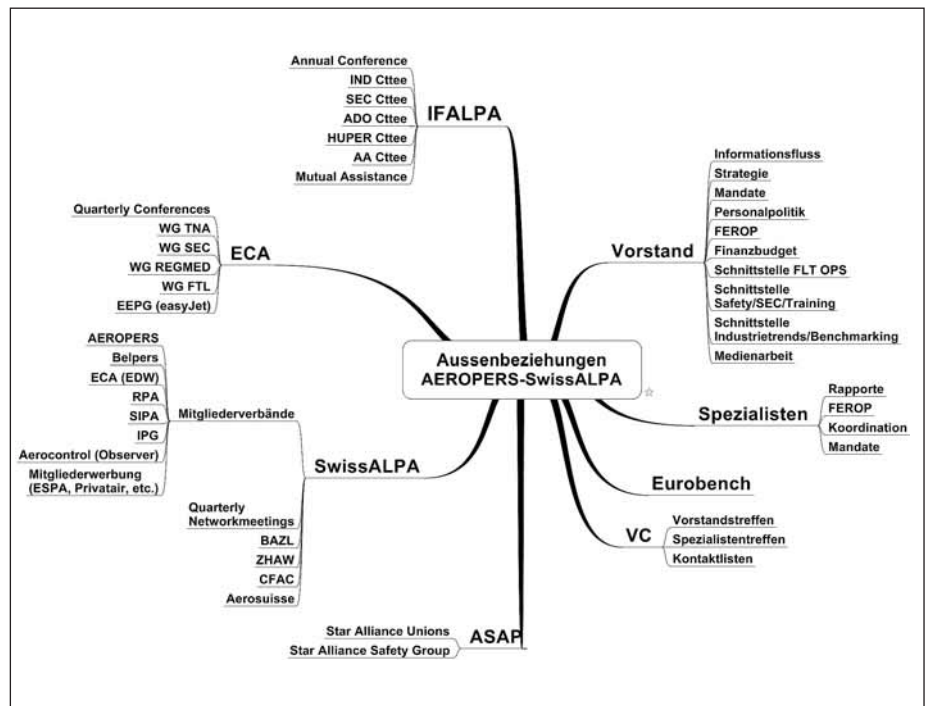 Annual Conference
IND Cttee
SEC Cttee
ADO Cttee
HUPER Cttee
AA Cttee
Mutual Assistance
IFALPA
Quarterly Conferences
WG TNA
WG SEC
WG REGMED
WG FTL
EEPG (easyJet)
ECA
AEROPERS
Belpers
ECA (EDW)
RPA
SIPA
IPG
Aerocontrol (Observer)
Mitgliederwerbung
(ESPA, Privatair, etc.)
Mitgliederverbände
SwissALPA
Quarterly
Networkmeetings
BAZL
ZHAW
CFAC
Aerosuisse
Star Alliance Unions
Star Alliance Safety Group
ASAP
Aussenbeziehungen
AEROPERS-SwissALPA
Vorstand
Informationsfluss
Strategie
Mandate
Personalpolitik
FEROP
Finanzbudget
Schnittstelle FLT OPS
Schnittstelle
Safety/SEC/Training
Schnittstelle
Industrietrends/Benchmarking
Medienarbeit
Spezialisten
Rapporte
FEROP
Koordination
Mandate
Eurobench
VC
Vorstandstreffen
Spezialistentreffen
Kontaktlisten